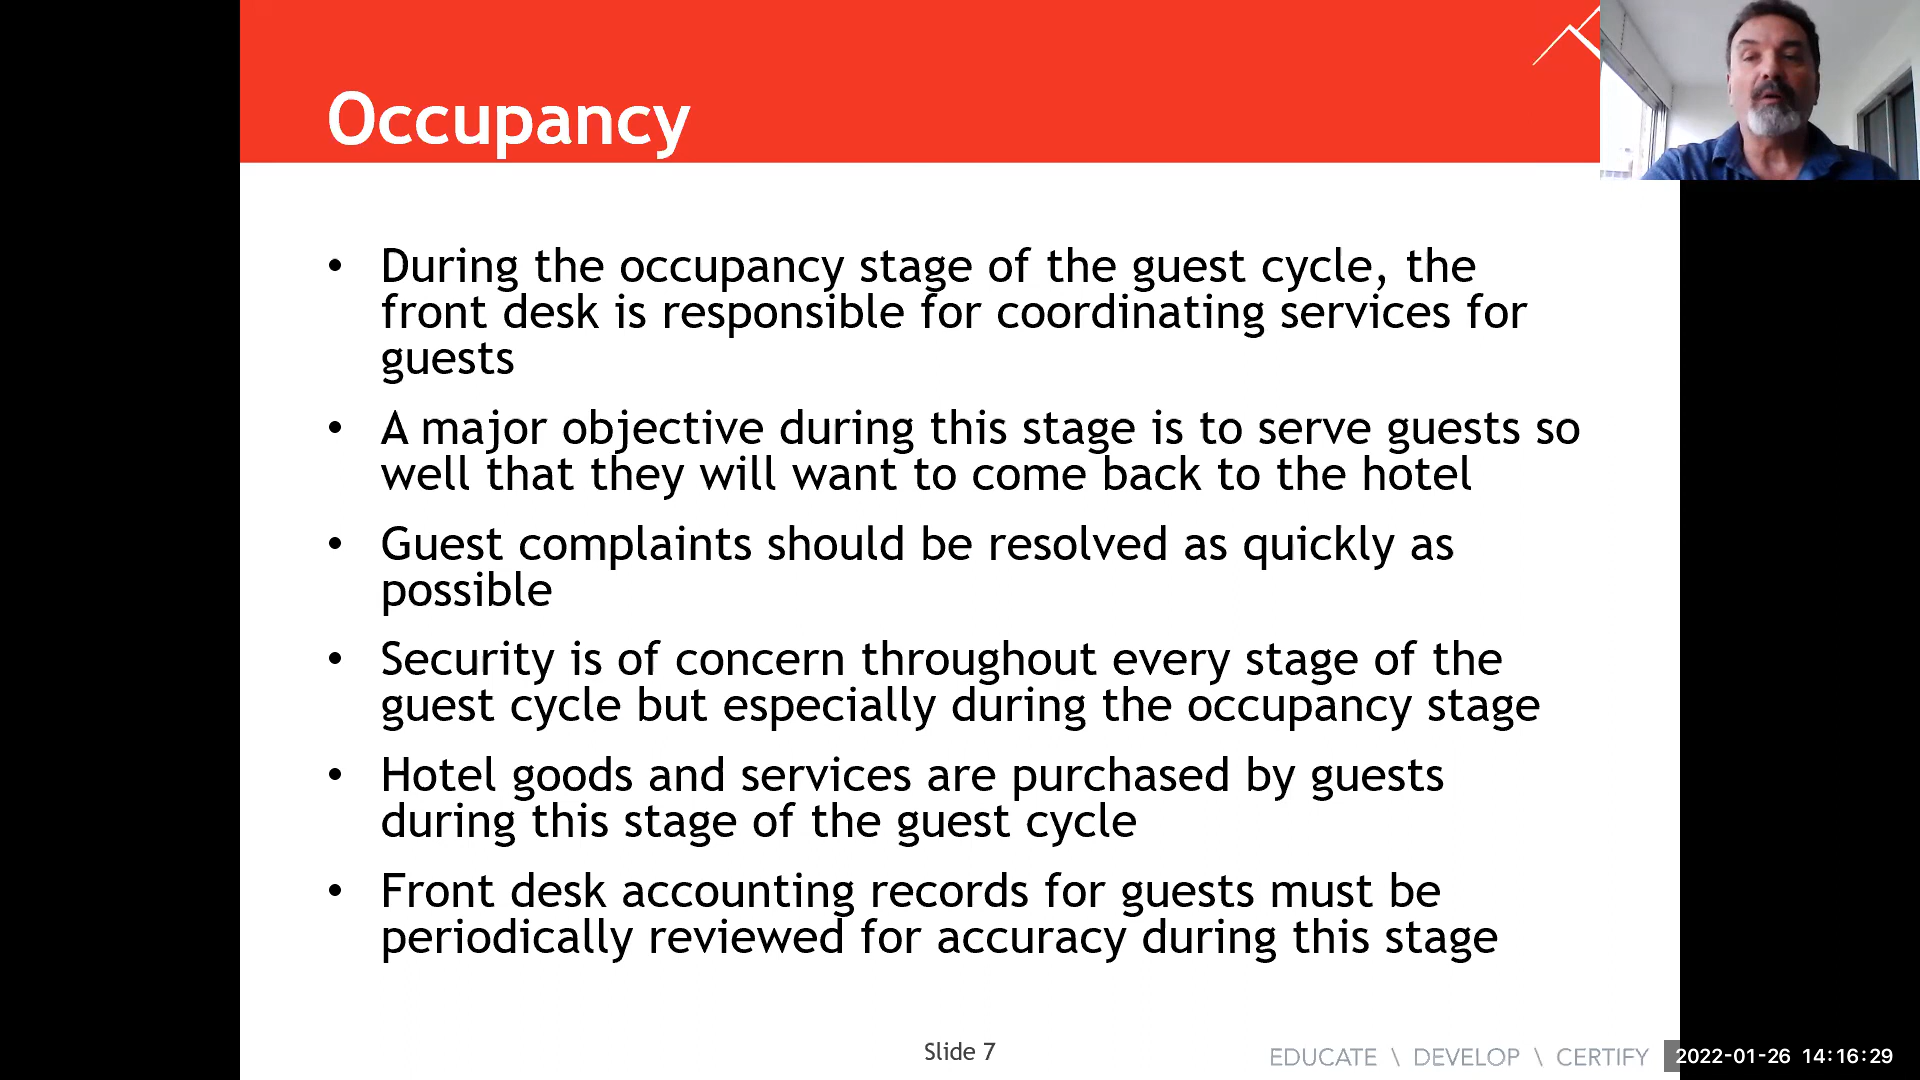 Occupancy
• During the occupancy stage of the guest cycle, the
front desk is responsible for coordinating services for
guests
• A major objective during this stage is to serve guests so
well that they will want to come back to the hotel
• Guest complaints should be resolved as quickly as
possible
• Security is of concern throughout every stage of the
guest cycle but especially during the occupancy stage
• Hotel goods and services are purchased by guests
during this stage of the guest cycle
• Front desk accounting records for guests must be
periodically reviewed for accuracy during this stage
Slide 7
EDUCATE \ DEVELOP \ CERTIFY
2022-01-26 14:16:29